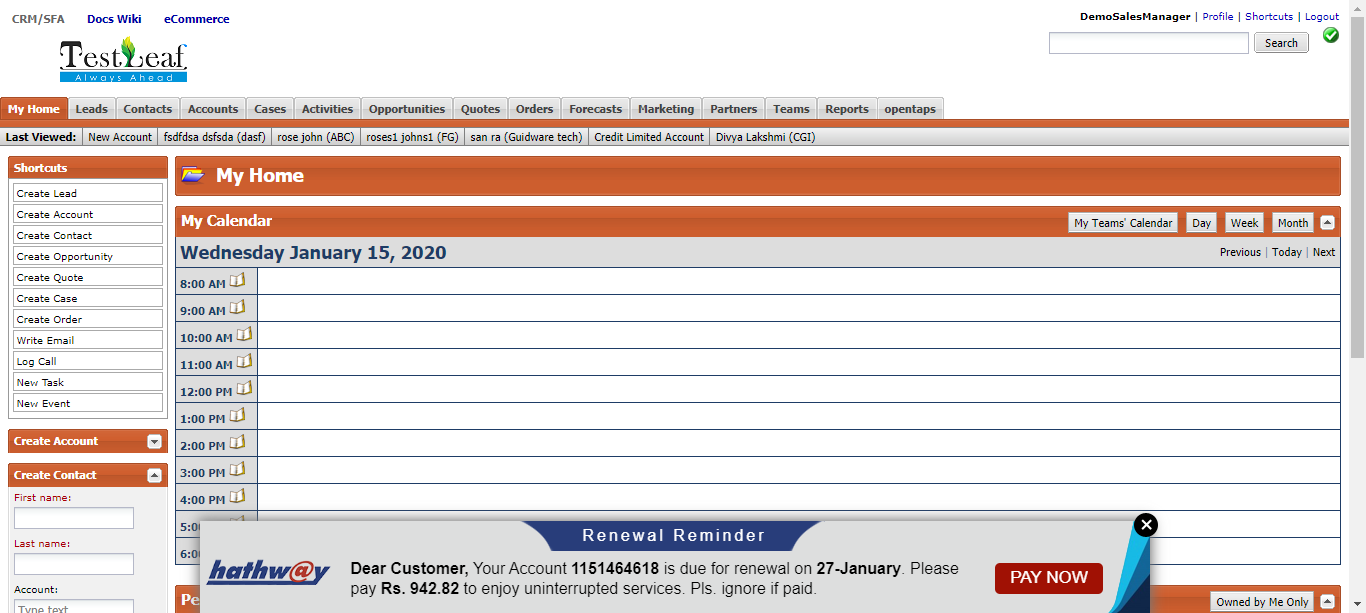 CRM/SFA Docs Wiki eCommerce
DemoSalesManager | Profile | Shortcuts | Logout
Search
TestLeaf
Always Ahead
My Home Leads Contacts Accounts Cases Activities Opportunities Quotes Orders Forecasts Marketing Partners Teams Reports opentaps
Last Viewed: New Account fsdfdsa dsfsda (dasf) rose john (ABC) roses1 johns1 (FG) san ra (Guidware tech) Credit Limited Account Divya Lakshmi (CGI)
Shortcuts
Create Lead
Create Account
Create Contact
Create Opportunity
Create Quote
Create Case
Create Order
Write Email
Log Call
New Task
New Event
Create Account
Create Contact
First name:
Last name:
Account:
Type text
My Home
My Calendar
My Teams' Calendar Day Week Month
Wednesday January 15, 2020
Previous | Today | Next
8:00 AM
9:00 AM
10:00 AM
11:00 AM
12:00 PM
1:00 PM
2:00 PM
3:00 PM
4:00 PM
Renewal Reminder
hathw@y
Dear Customer, Your Account 1151464618 is due for renewal on 27-January. Please
pay Rs. 942.82 to enjoy uninterrupted services. Pls. ignore if paid.
PAY NOW
Owned by Me Only